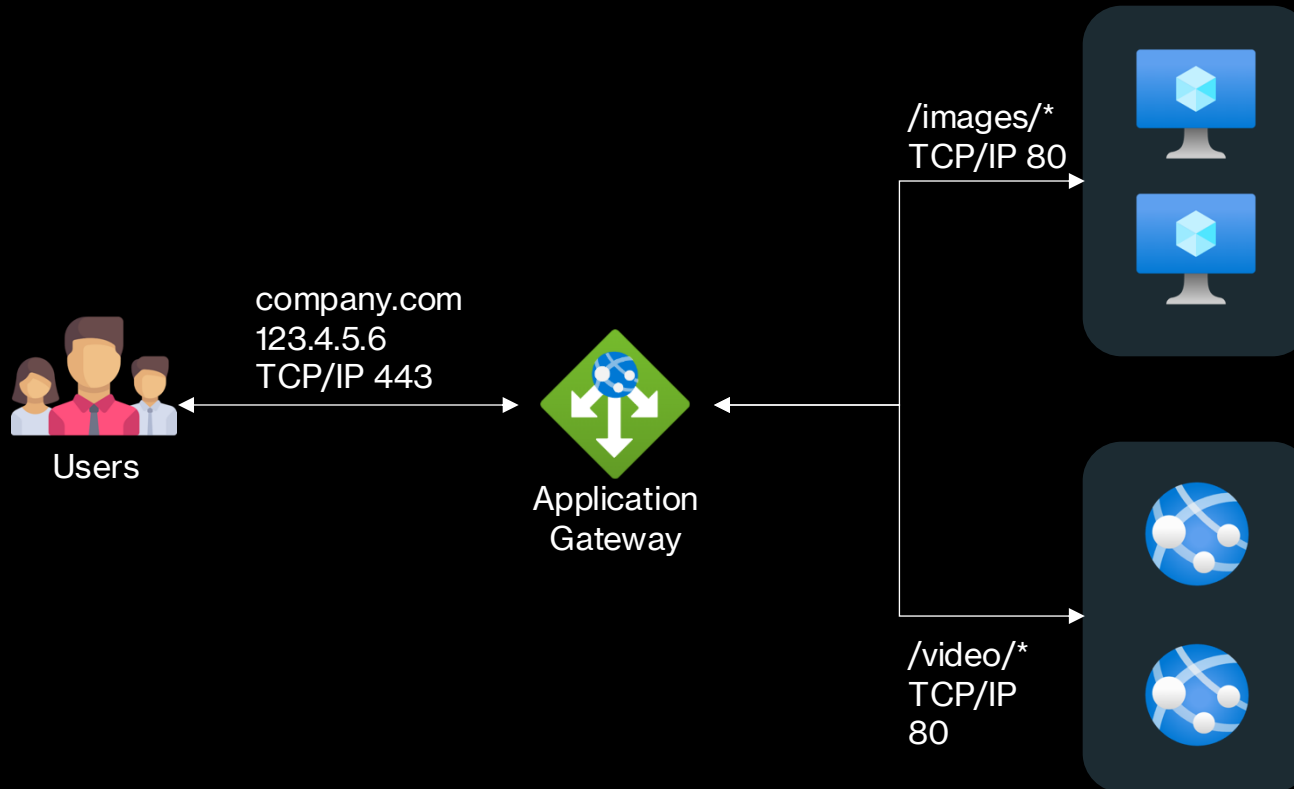 company.com
123.4.5.6
TCP/IP 443
Users
Application
Gateway
/images/*
TCP/IP 80
/video/*
TCP/IP
80